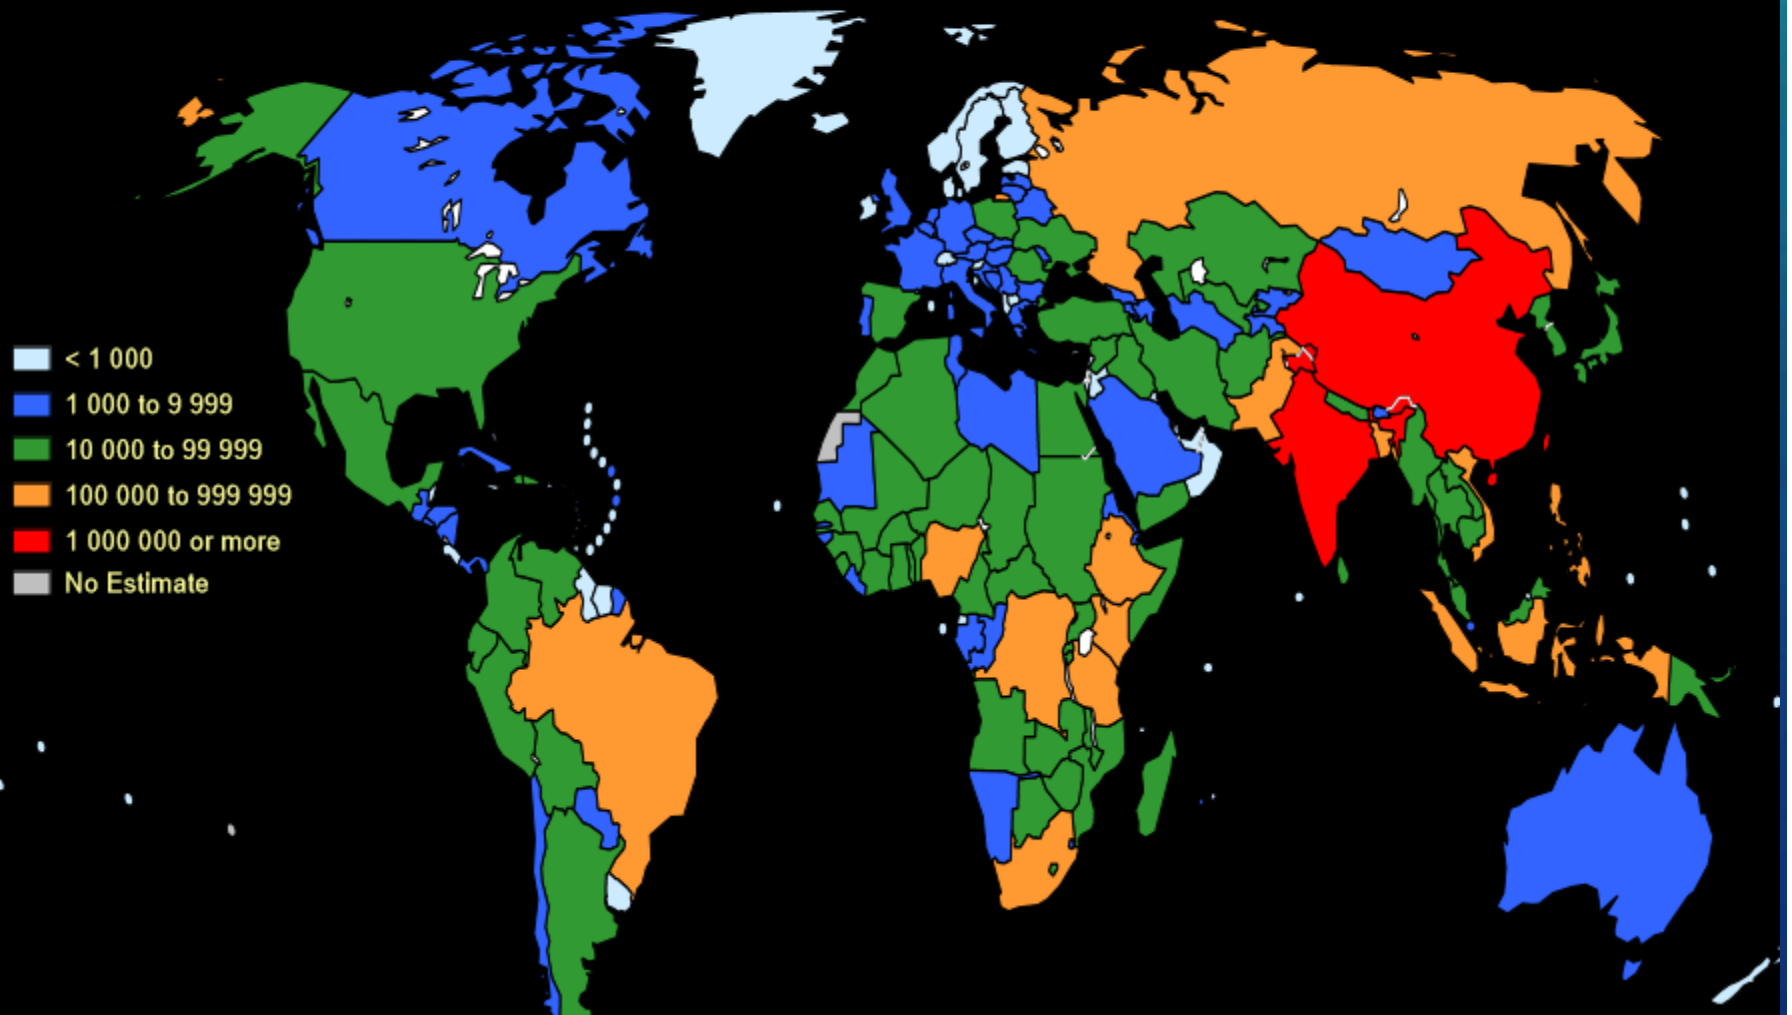 < 1 000
1 000 to 9 999
10 000 to 99 999
100 000 to 999 999
1 000 000 or more
No Estimate